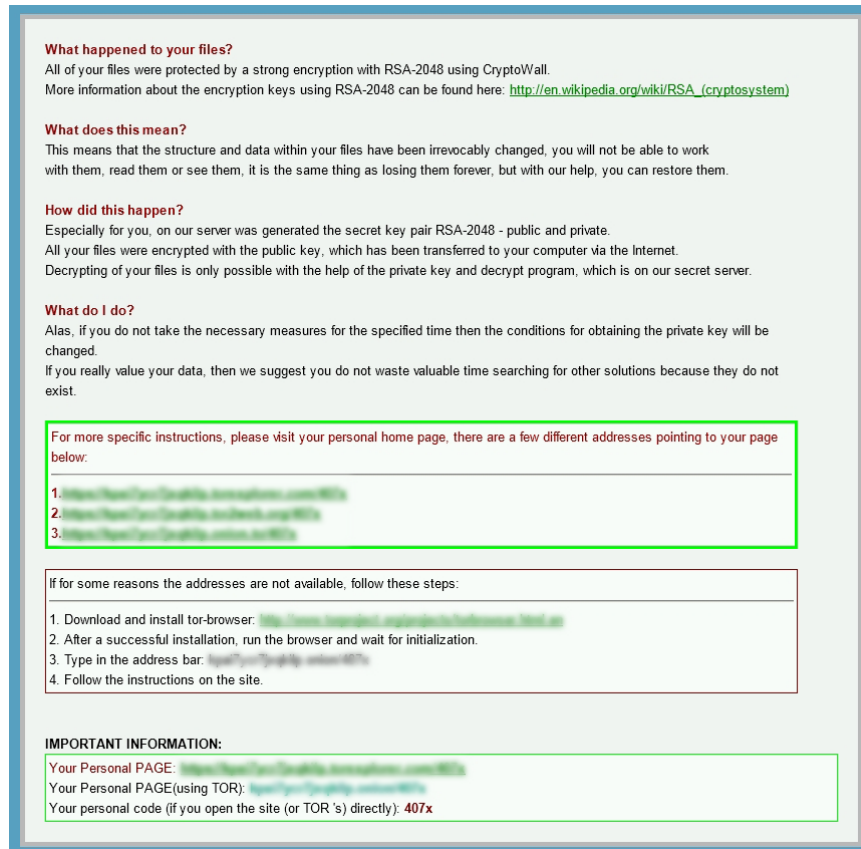 What happened to your files?
All of your files were protected by a strong encryption with RSA-2048 using CryptoWall.
More information about the encryption keys using RSA-2048 can be found here: http://en.wikipedia.org/wiki/RSA_(cryptosystem)
What does this mean?
This means that the structure and data within your files have been irrevocably changed, you will not be able to work
with them, read them or see them, it is the same thing as losing them forever, but with our help, you can restore them.
How did this happen?
Especially for you, on our server was generated the secret key pair RSA-2048 - public and private.
All your files were encrypted with the public key, which has been transferred to your computer via the Internet.
Decrypting of your files is only possible with the help of the private key and decrypt program, which is on our secret server.
What do I do?
Alas, if you do not take the necessary measures for the specified time then the conditions for obtaining the private key will be
changed.
If you really value your data, then we suggest you do not waste valuable time searching for other solutions because they do not
exist.
For more specific instructions, please visit your personal home page, there are a few different addresses pointing to your page
below:
1.
2.
3.
If for some reasons the addresses are not available, follow these steps:
1. Download and install tor-browser:
2. After a successful installation, run the browser and wait for initialization.
3. Type in the address bar:
4. Follow the instructions on the site.
IMPORTANT INFORMATION:
Your Personal PAGE:
Your Personal PAGE(using TOR):
Your personal code (if you open the site (or TOR 's) directly): 407x